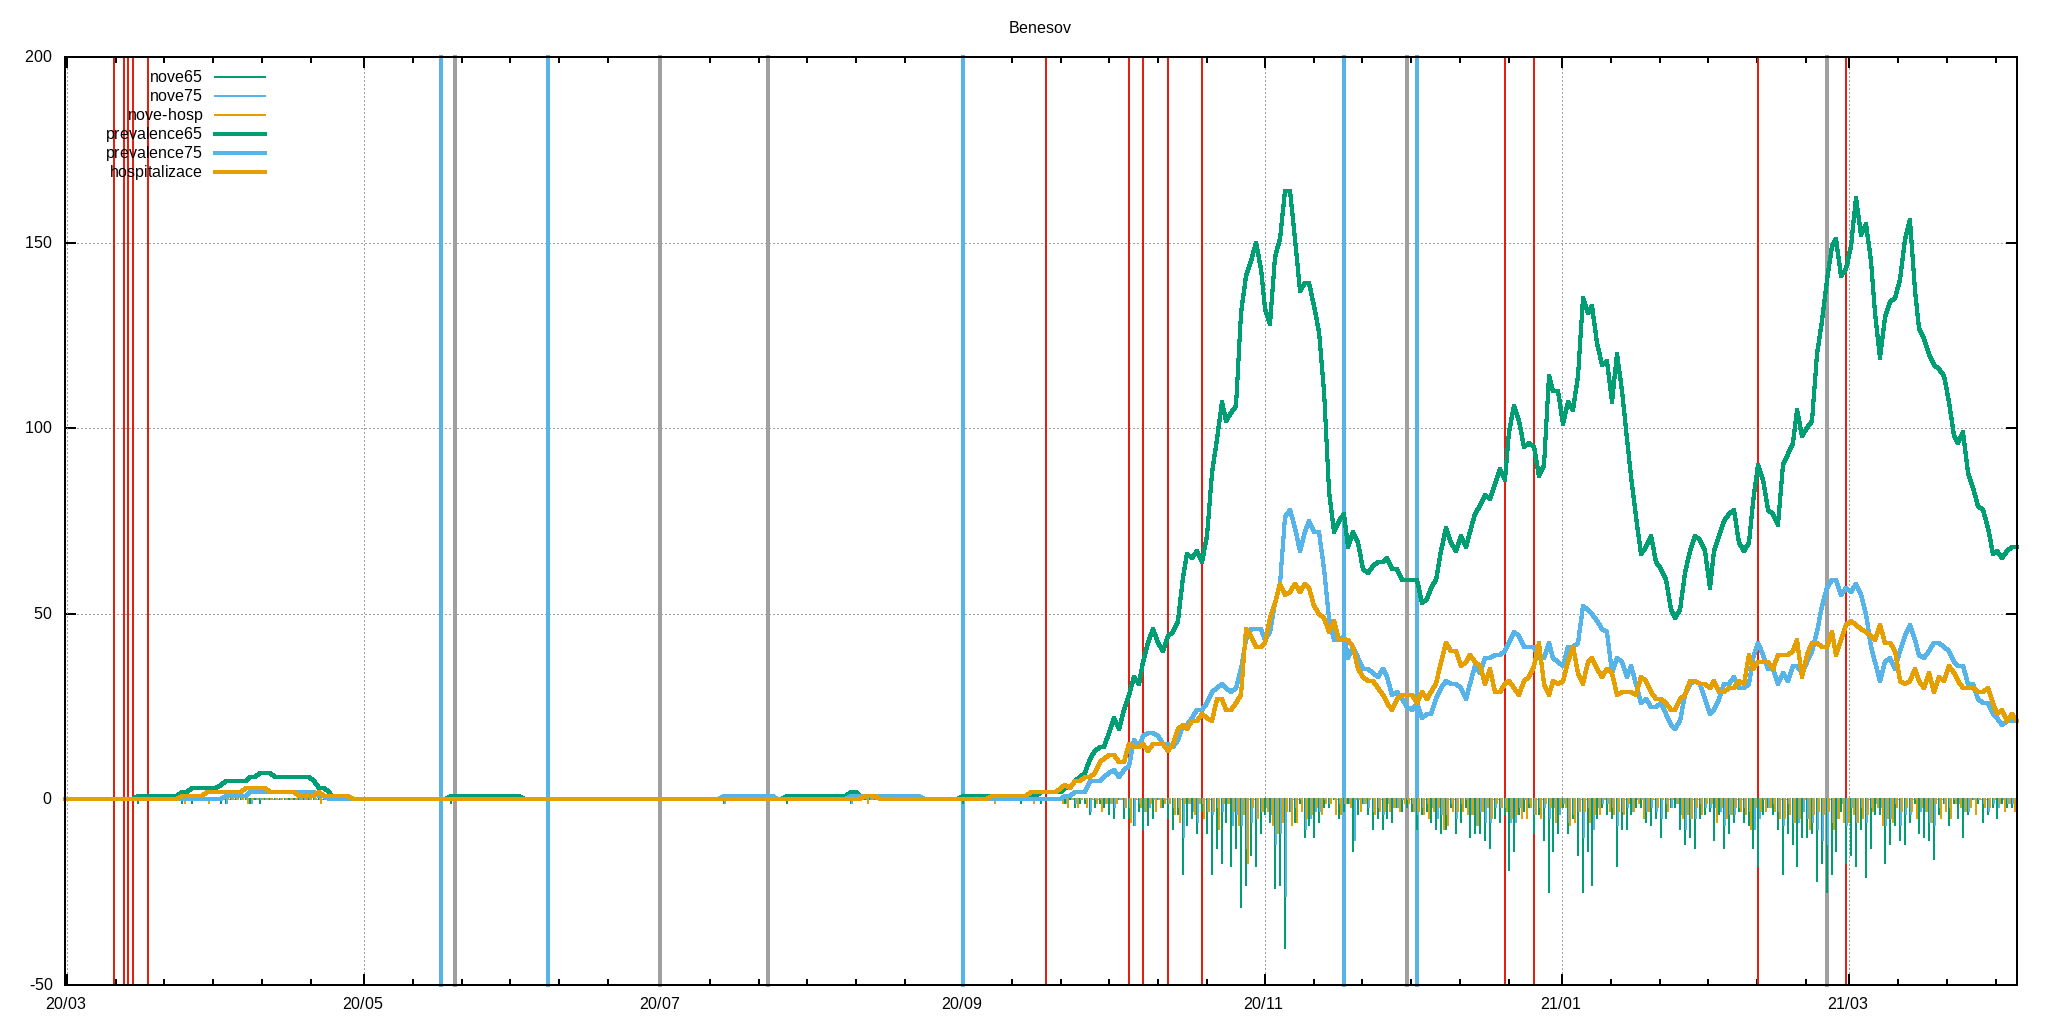 Benesov
200
nove65
nove75
nove-hosp
prevalence65
prevalence75
hospitalizace
150
100
50
0
-50
20/03 20/05 20/07 20/09 20/11 21/01 21/03